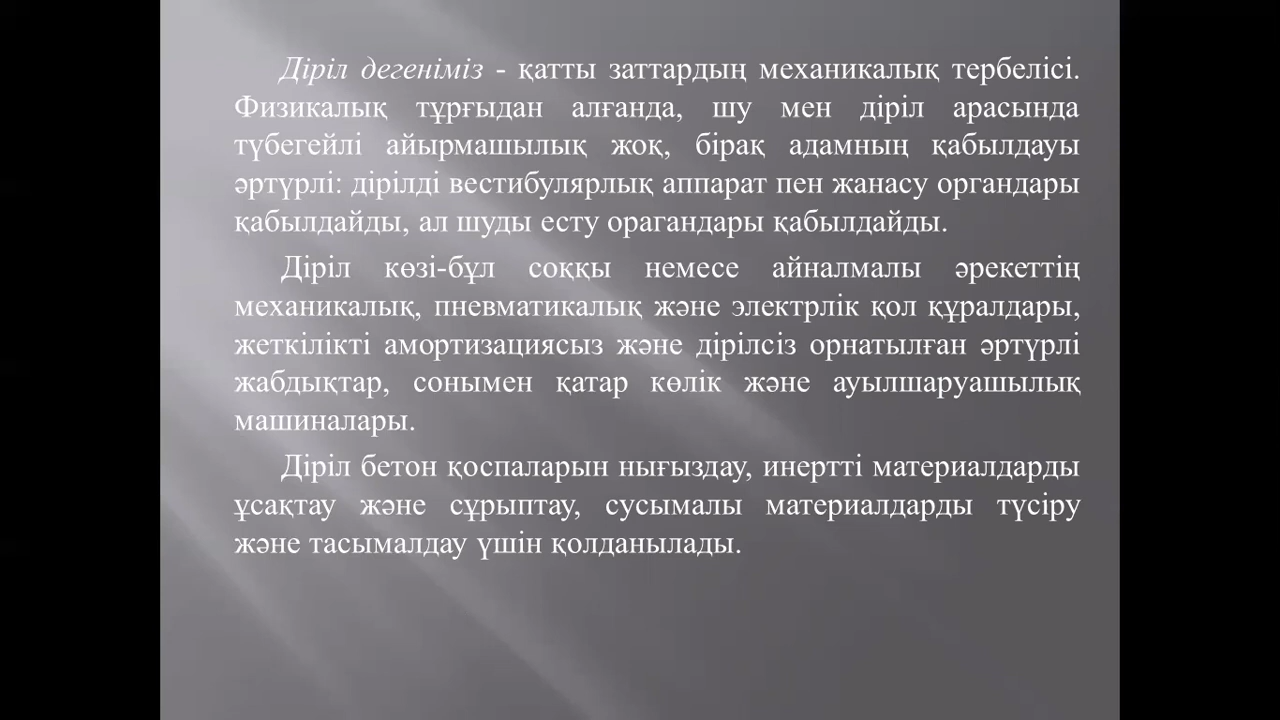 Діріл дегеніміз - қатты заттардың механикалық тербелісі.
Физикалық тұрғыдан алғанда, шу мен діріл арасында
түбегейлі айырмашылық жоқ, бірақ адамның қабылдауы
әртүрлі: дірілді вестибулярлық аппарат пен жанасу органдары
қабылдайды, ал шуды есту орагандары қабылдайды.
Діріл көзі-бұл соққы немесе айналмалы әрекеттің
механикалық, пневматикалық және электрлік қол құралдары,
жеткілікті амортизациясыз және дірілсіз орнатылған әртүрлі
жабдықтар, сонымен қатар көлік және ауылшаруашылық
машиналары.
Діріл бетон қоспаларын нығыздау, инертті материалдарды
ұсақтау және сұрыптау, сусымалы материалдарды түсіру
және тасымалдау үшін қолданылады.